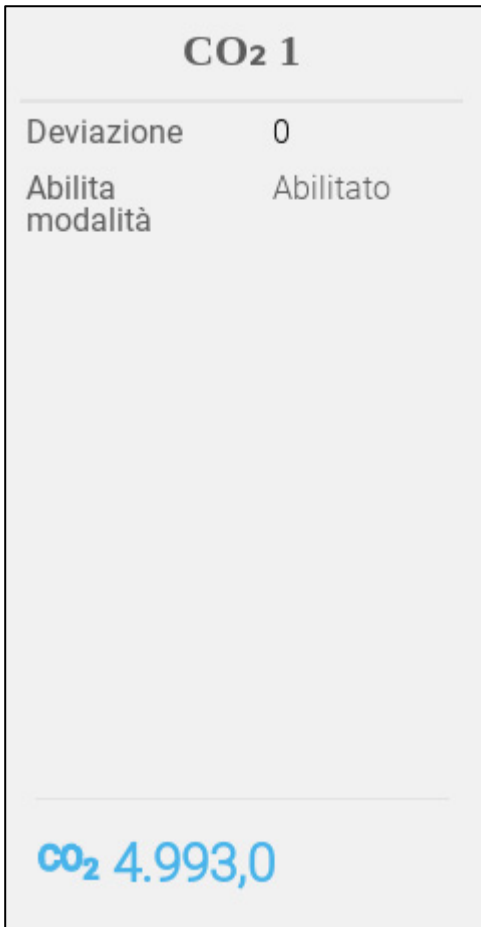 CO₂ 1
Deviazione 0
Abilita Abilitato
modalità
CO₂ 4.993,0